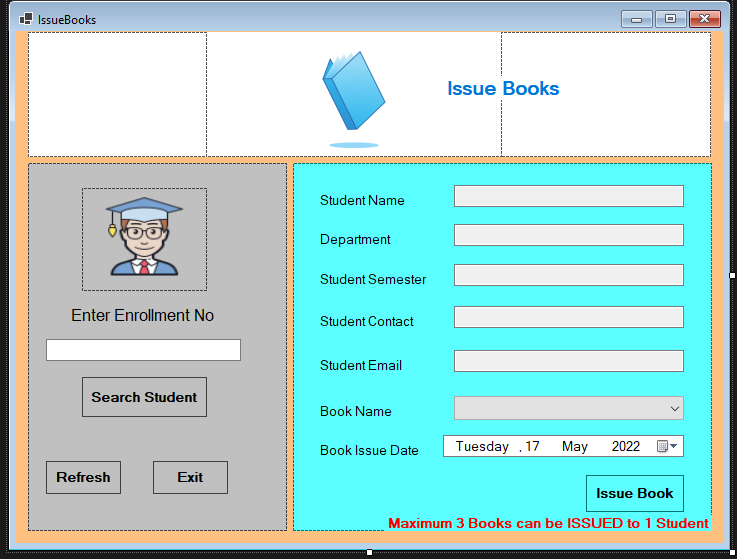 IssueBooks
Issue Books
Enter Enrollment No
Search Student
Refresh
Exit
Student Name
Department
Student Semester
Student Contact
Student Email
Book Name
Book Issue Date
Tuesday , 17 May 2022
Issue Book
Maximum 3 Books can be ISSUED to 1 Student